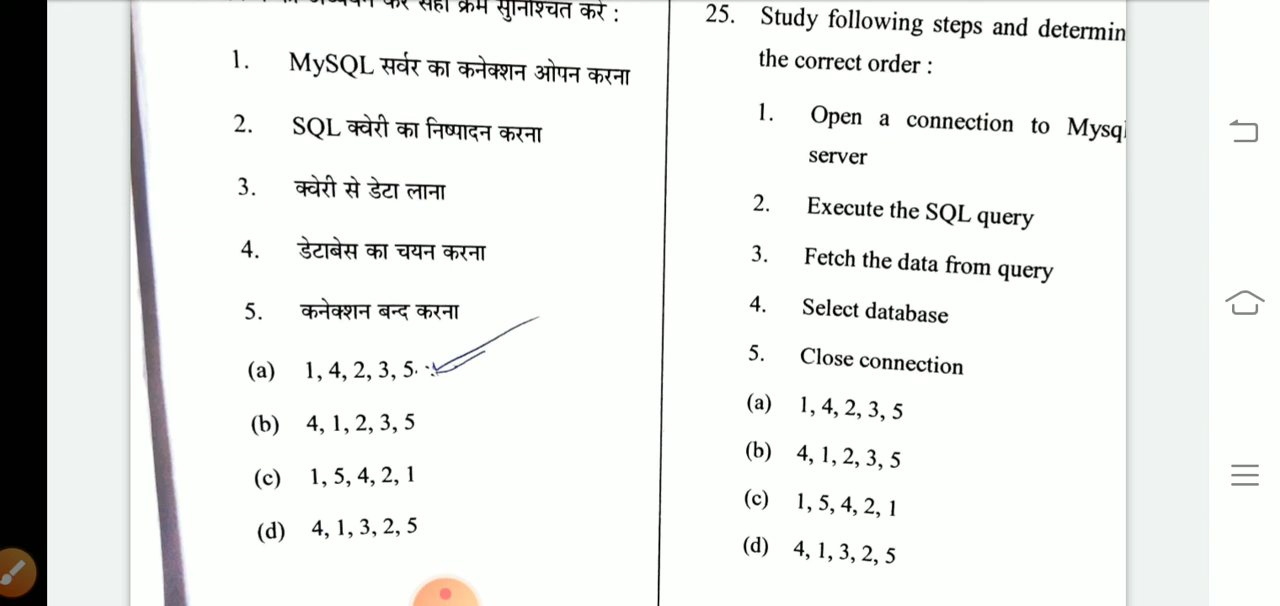 कर सही क्रम सुनिश्चित करें :
1. MySQL सर्वर का कनेक्शन ओपन करना
2. SQL क्वेरी का निष्पादन करना
3. क्वेरी से डेटा लाना
4. डेटाबेस का चयन करना
5. कनेक्शन बन्द करना
(a) 1, 4, 2, 3, 5.
(b) 4, 1, 2, 3, 5
(c) 1, 5, 4, 2, 1
(d) 4, 1, 3, 2, 5
25. Study following steps and determin
the correct order :
1. Open a connection to Mysql
server
2. Execute the SQL query
3. Fetch the data from query
4. Select database
5. Close connection
(a) 1, 4, 2, 3, 5
(b) 4, 1, 2, 3, 5
(c) 1, 5, 4, 2, 1
(d) 4, 1, 3, 2, 5